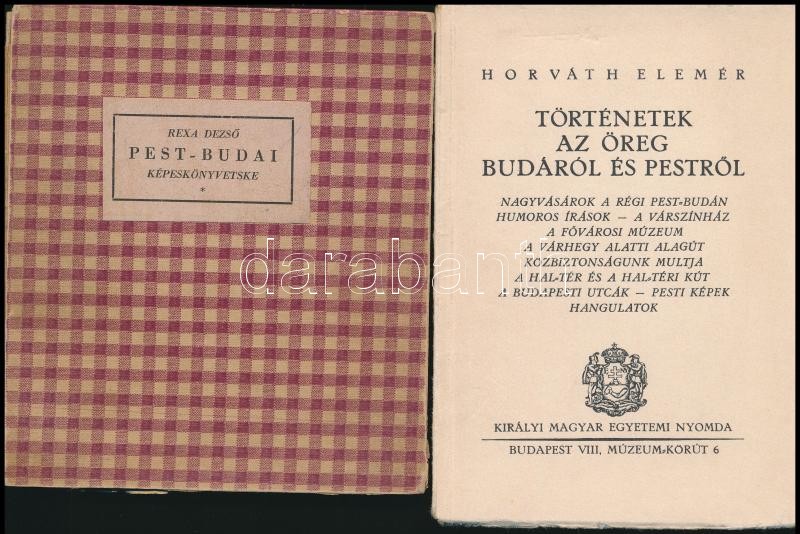 REXA DEZSŐ
PEST-BUDAI
KÉPESKÖNYVETSKE
*
HORVÁTH ELEMÉR
TÖRTÉNETEK
AZ ÖREG
BUDÁRÓL ÉS PESTRŐL
NAGYVÁSÁROK A RÉGI PEST-BUDÁN
HUMOROS ÍRÁSOK — A VÁRSZÍNHÁZ
A FŐVÁROSI MÚZEUM
A VÁRHEGY ALATTI ALAGÚT
KÖZBIZTONSÁGUNK MULTJA
A HAL-TÉR ÉS A HAL-TÉRI KÚT
A BUDAPESTI UTCÁK — PESTI KÉPEK
HANGULATOK
KIRÁLYI MAGYAR EGYETEMI NYOMDA
BUDAPEST VIII, MÚZEUM-KÖRÚT 6
darabanth